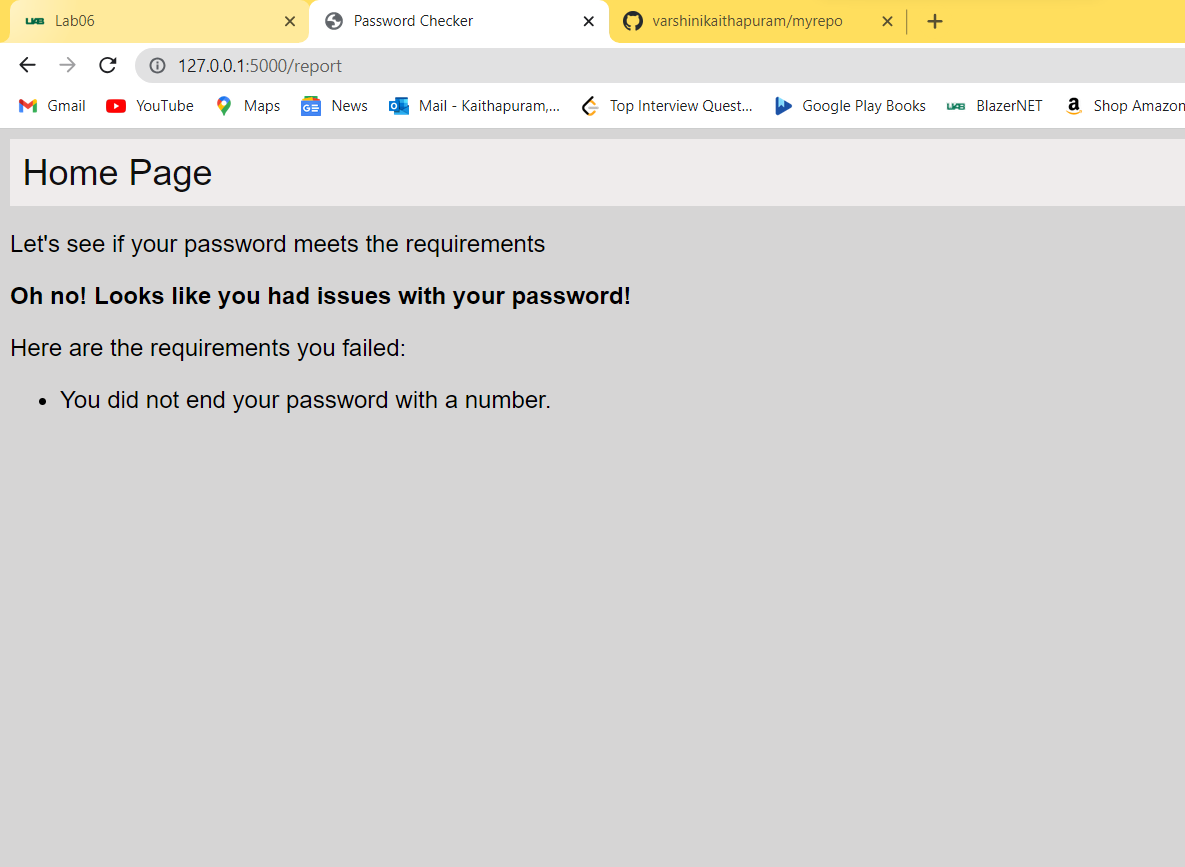 UAB Lab06 Password Checker varshinikaithapuram/myrepo
127.0.0.1:5000/report
Gmail YouTube Maps GE News Mail - Kaithapuram,... Top Interview Quest... Google Play Books UAB BlazerNET a Shop Amazon
Home Page
Let's see if your password meets the requirements
Oh no! Looks like you had issues with your password!
Here are the requirements you failed:
• You did not end your password with a number.